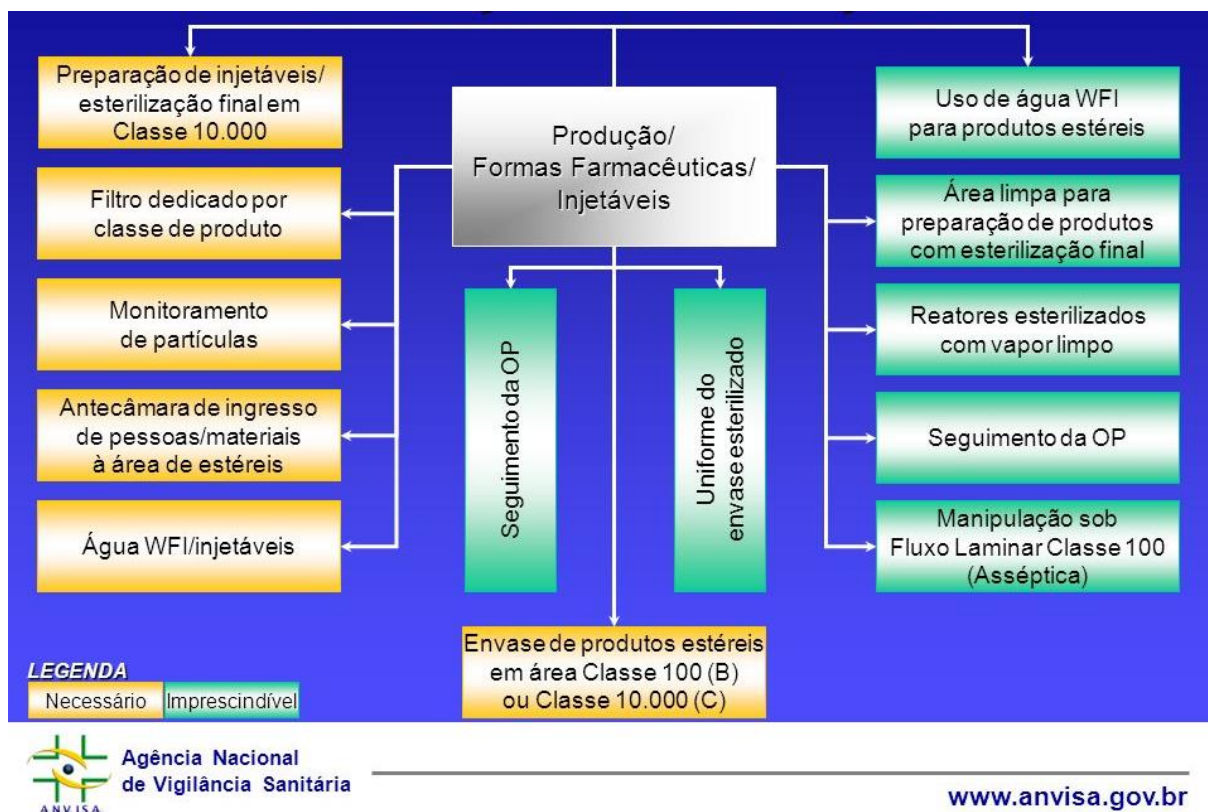 Preparação de injetáveis/
esterilização final em
Classe 10.000
Filtro dedicado por
classe de produto
Monitoramento
de partículas
Antecâmara de ingresso
de pessoas/materiais
à área de estéreis
Água WFI/injetáveis
Produção/
Formas Farmacêuticas/
Injetáveis
Seguimento da OP
Uniforme do
envase esterilizado
Envase de produtos estéreis
em área Classe 100 (B)
ou Classe 10.000 (C)
Uso de água WFI
para produtos estéreis
Área limpa para
preparação de produtos
com esterilização final
Reatores esterilizados
com vapor limpo
Seguimento da OP
Manipulação sob
Fluxo Laminar Classe 100
(Asséptica)
LEGENDA
Necessário
Imprescindível
Agência Nacional
de Vigilância Sanitária
ANVISA
www.anvisa.gov.br